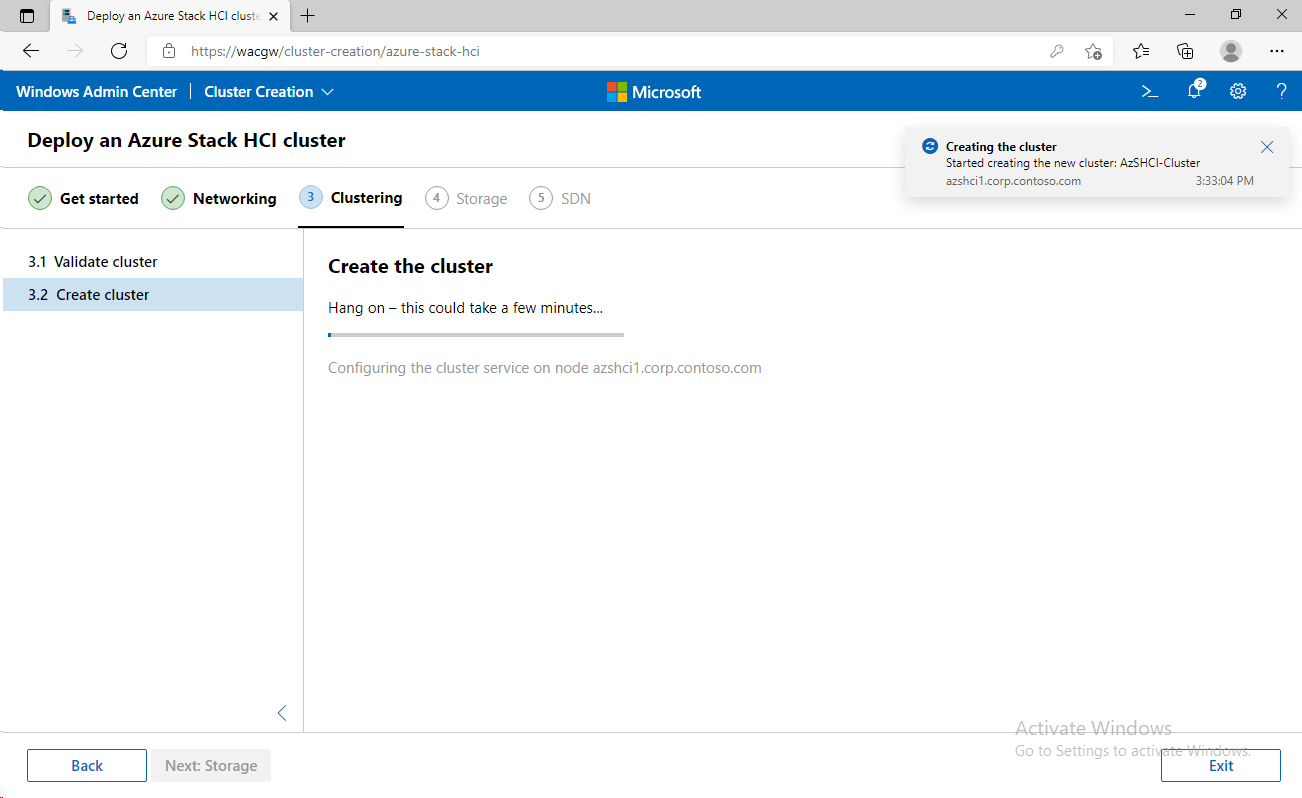 Deploy an Azure Stack HCI cluste
https://wacgw/cluster-creation/azure-stack-hci
Windows Admin Center | Cluster Creation
Microsoft
2
?
Deploy an Azure Stack HCI cluster
Creating the cluster
Started creating the new cluster: AzSHCI-Cluster
azshci1.corp.contoso.com 3:33:04 PM
Get started Networking 3 Clustering 4 Storage 5 SDN
3.1 Validate cluster
3.2 Create cluster
Create the cluster
Hang on – this could take a few minutes...
Configuring the cluster service on node azshci1.corp.contoso.com
Activate Windows
Go to Settings to activate Windows.
Back
Next: Storage
Exit